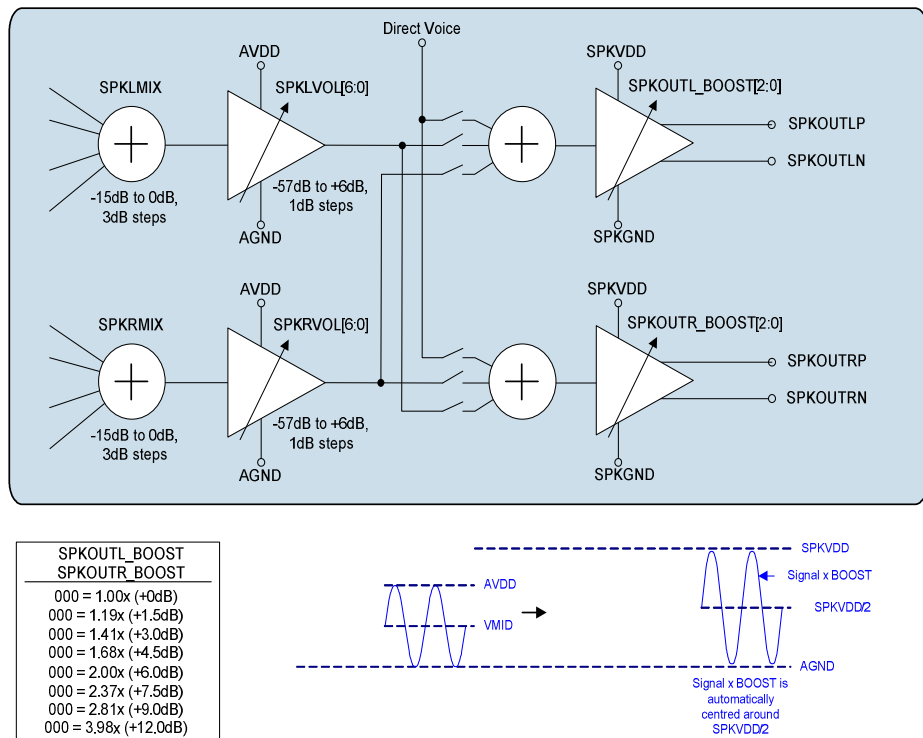 Direct Voice
AVDD
SPKVDD
SPKLMIX
SPKLVOL[6:0]
SPKOUTL_BOOST[2:0]
SPKOUTLP
SPKOUTLN
-15dB to 0dB,
3dB steps
-57dB to +6dB,
1dB steps
AGND
SPKGND
AVDD
SPKVDD
SPKRMIX
SPKRVOL[6:0]
SPKOUTR_BOOST[2:0]
SPKOUTRP
SPKOUTRN
-15dB to 0dB,
3dB steps
-57dB to +6dB,
1dB steps
AGND
SPKGND
SPKOUTL_BOOST
SPKOUTR_BOOST
000 = 1.00x (+0dB)
000 = 1.19x (+1.5dB)
000 = 1.41x (+3.0dB)
000 = 1.68x (+4.5dB)
000 = 2.00x (+6.0dB)
000 = 2.37x (+7.5dB)
000 = 2.81x (+9.0dB)
000 = 3.98x (+12.0dB)
SPKVDD
AVDD
Signal x BOOST
SPKVDD/2
VMID
AGND
Signal x BOOST is
automatically
centred around
SPKVDD/2